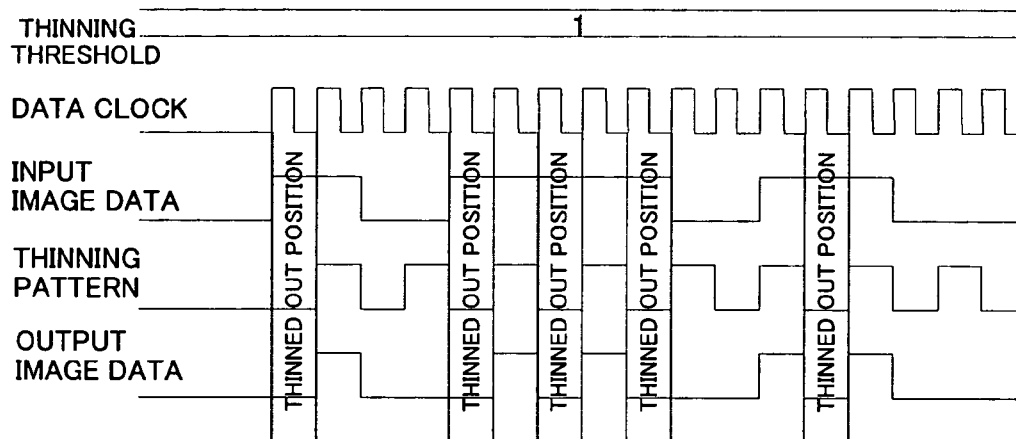 THINNING
THRESHOLD
1
DATA CLOCK
INPUT
IMAGE DATA
THINNING
PATTERN
OUTPUT
IMAGE DATA
THINNED OUT POSITION
THINNED OUT POSITION
THINNED OUT POSITION
THINNED OUT POSITION
THINNED OUT POSITION